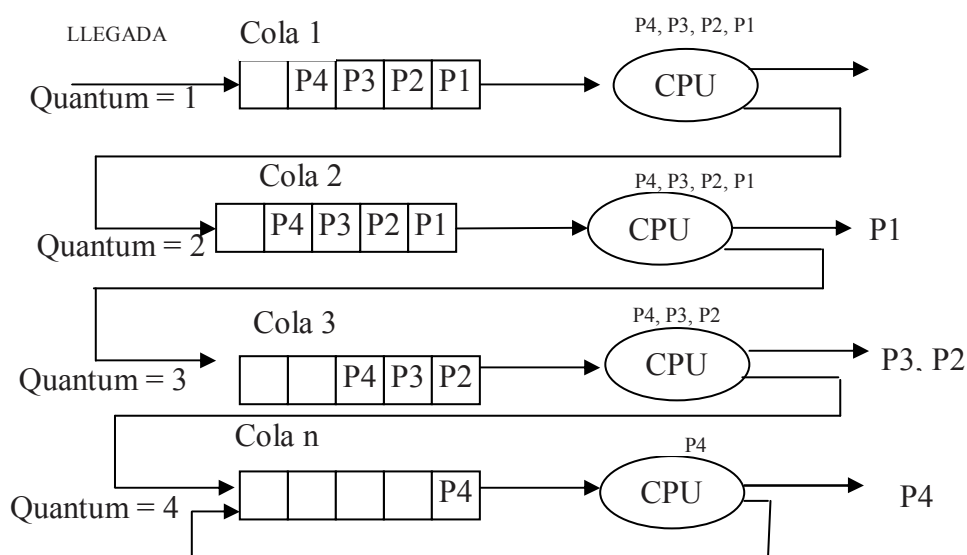 LLEGADA
Cola 1
P4, P3, P2, P1
P4 P3 P2 P1
CPU
Quantum = 1
Cola 2
P4, P3, P2, P1
P4 P3 P2 P1
CPU
P1
Quantum = 2
Cola 3
P4, P3, P2
P4 P3 P2
CPU
P3, P2
Quantum = 3
Cola n
P4
P4
CPU
P4
Quantum = 4